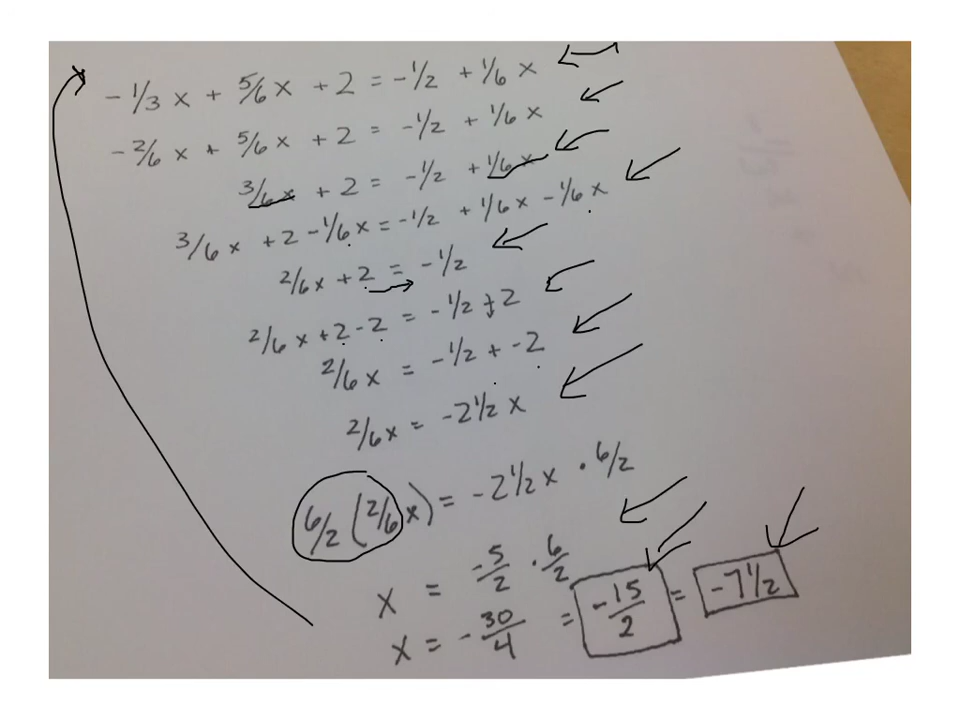 - 1/3 x + 5/6 x + 2 = - 1/2 + 1/6 x
- 2/6 x + 5/6 x + 2 = - 1/2 + 1/6 x
3/6 x + 2 = - 1/2 + 1/6 x
3/6 x + 2 - 1/6 x = - 1/2 + 1/6 x - 1/6 x
2/6 x + 2 = - 1/2
2/6 x + 2 - 2 = - 1/2 + 2
2/6 x = - 1/2 + - 2
2/6 x = - 2 1/2 x
6/2 ( 2/6 x ) = - 2 1/2 x · 6/2
x = -5/2 · 6/2
x = - 30/4 = - 15/2 = - 7 1/2